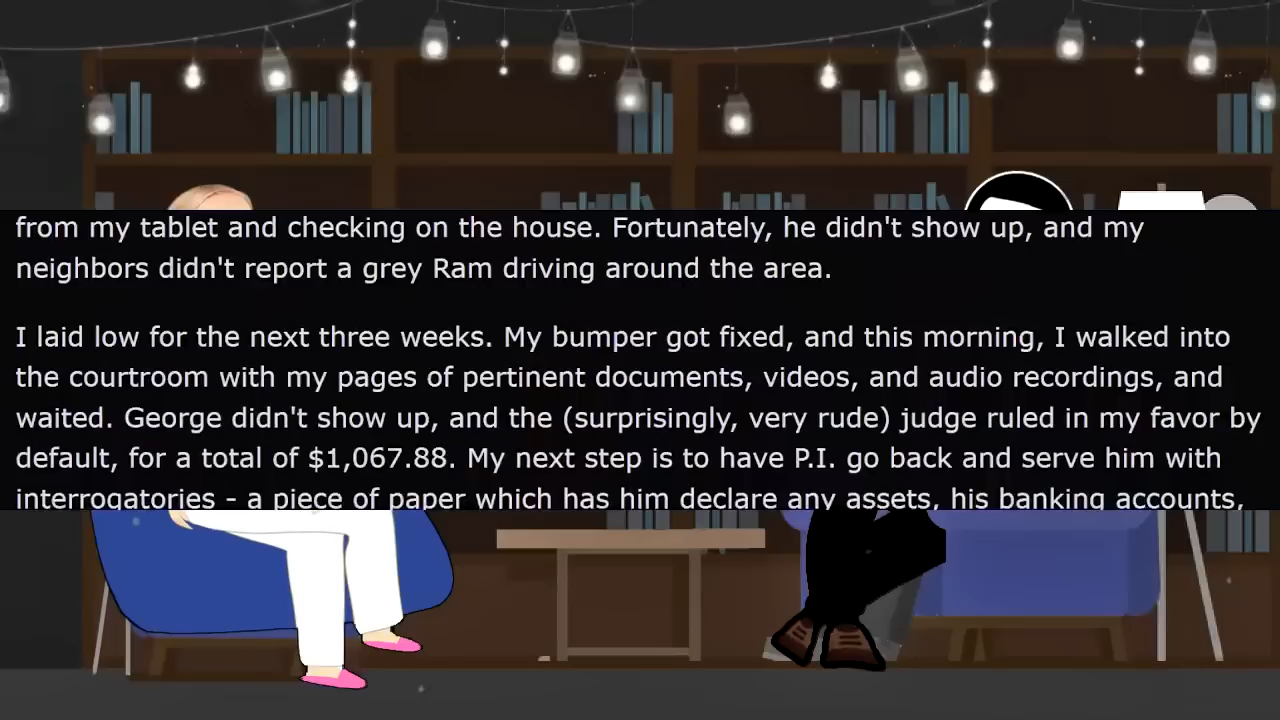 from my tablet and checking on the house. Fortunately, he didn't show up, and my
neighbors didn't report a grey Ram driving around the area.
I laid low for the next three weeks. My bumper got fixed, and this morning, I walked into
the courtroom with my pages of pertinent documents, videos, and audio recordings, and
waited. George didn't show up, and the (surprisingly, very rude) judge ruled in my favor by
default, for a total of $1,067.88. My next step is to have P.I. go back and serve him with
interrogatories - a piece of paper which has him declare any assets, his banking accounts,